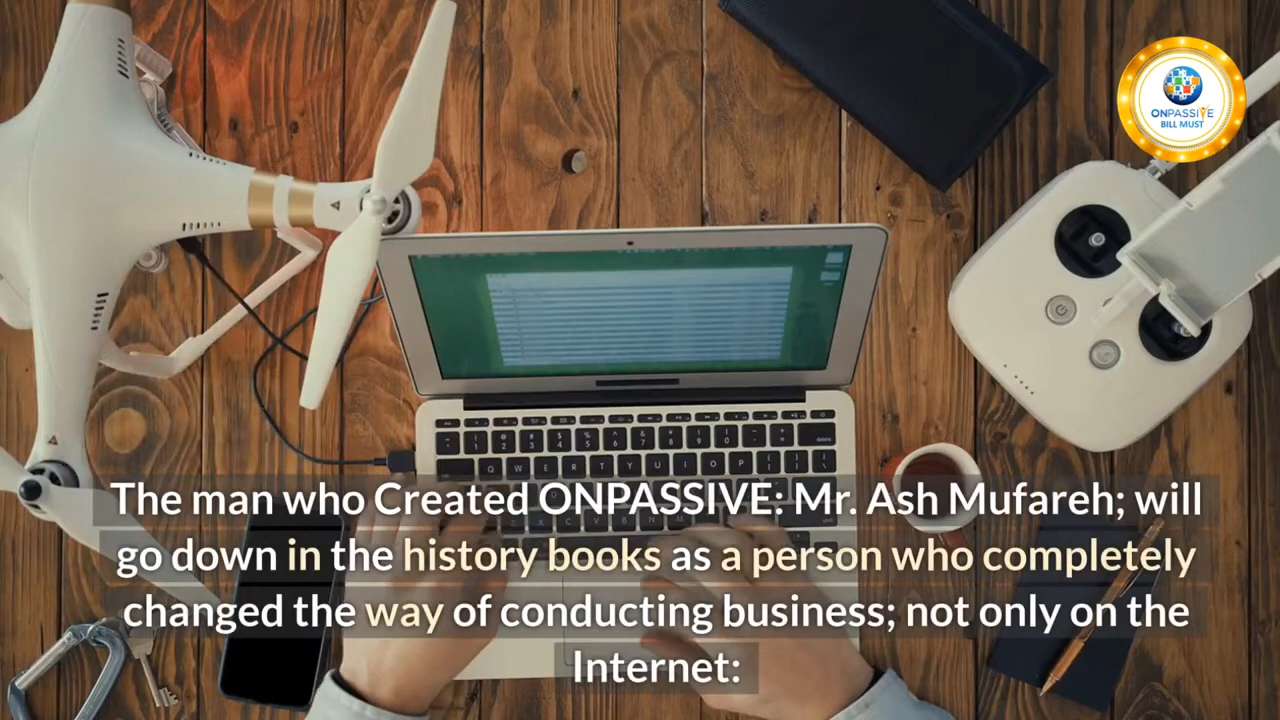 ONPASSIVE
BILL MUST
The man who Created ONPASSIVE: Mr. Ash Mufareh; will
go down in the history books as a person who completely
changed the way of conducting business; not only on the
Internet: